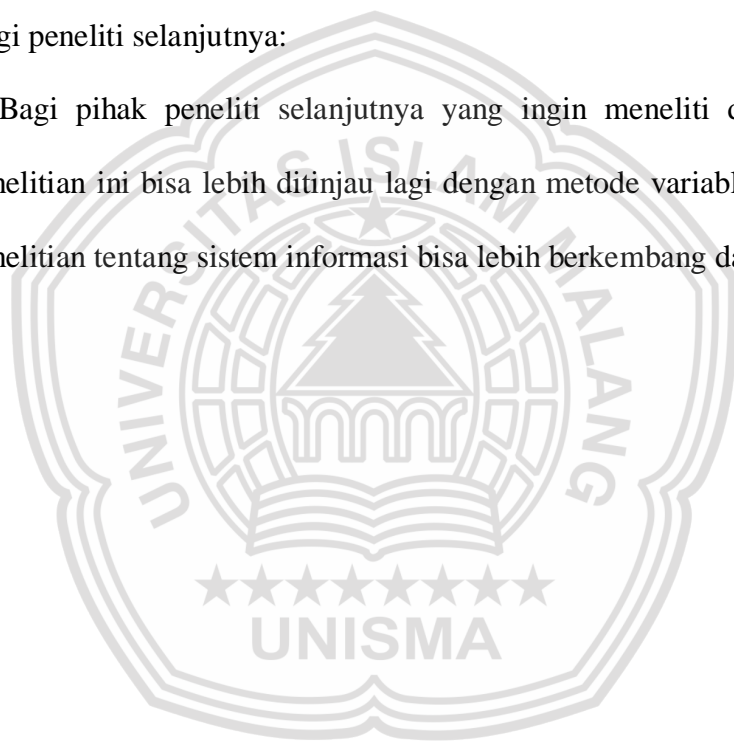 gi peneliti selanjutnya:
Bagi pihak peneliti selanjutnya yang ingin meneliti
nelitian ini bisa lebih ditinjau lagi dengan metode variabl
nelitian tentang sistem informasi bisa lebih berkembang da
UNIVERSITAS ISLAM MALANG
UNISMA